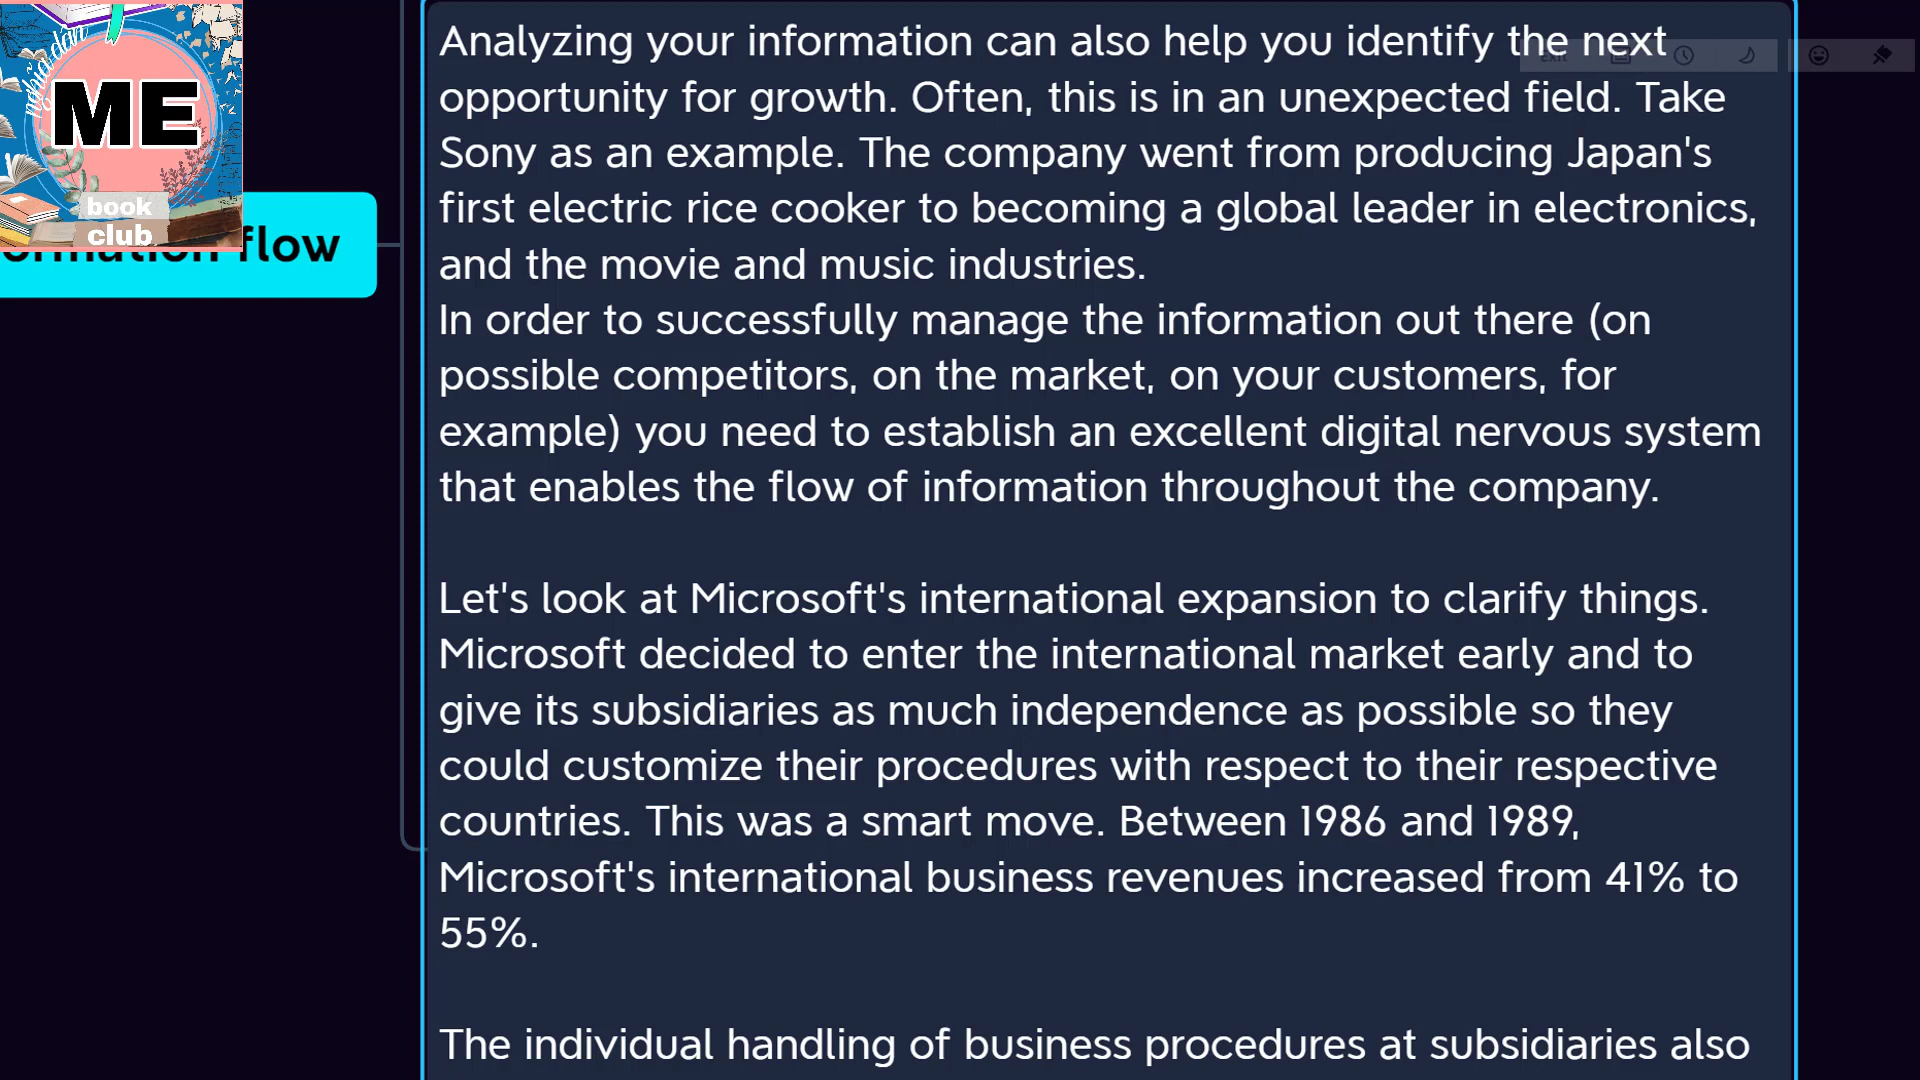 nghĩa dân
ME
book
club
ormation flow
Exit
Analyzing your information can also help you identify the next
opportunity for growth. Often, this is in an unexpected field. Take
Sony as an example. The company went from producing Japan's
first electric rice cooker to becoming a global leader in electronics,
and the movie and music industries.
In order to successfully manage the information out there (on
possible competitors, on the market, on your customers, for
example) you need to establish an excellent digital nervous system
that enables the flow of information throughout the company.
Let's look at Microsoft's international expansion to clarify things.
Microsoft decided to enter the international market early and to
give its subsidiaries as much independence as possible so they
could customize their procedures with respect to their respective
countries. This was a smart move. Between 1986 and 1989,
Microsoft's international business revenues increased from 41% to
55%.
The individual handling of business procedures at subsidiaries also